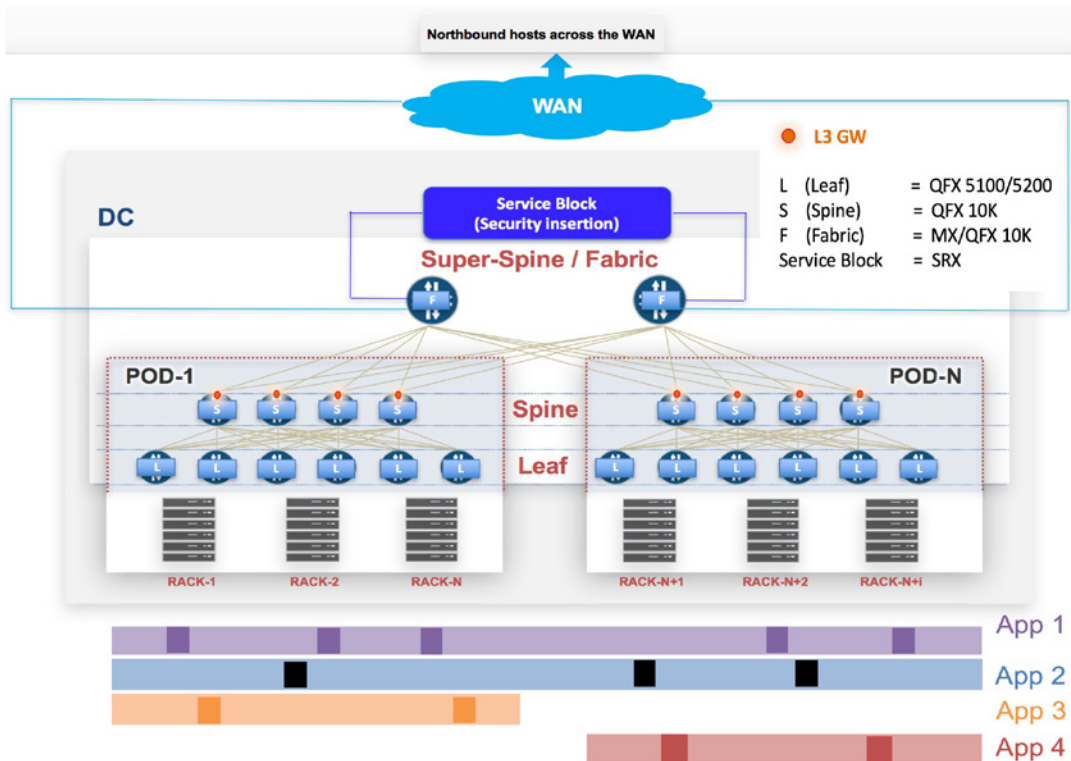 Northbound hosts across the WAN
WAN
L3 GW
L (Leaf) = QFX 5100/5200
S (Spine) = QFX 10K
F (Fabric) = MX/QFX 10K
Service Block = SRX
DC
Service Block
(Security insertion)
Super-Spine / Fabric
F F
POD-1 POD-N
S S S S Spine S S S S
L L L L L L Leaf L L L L L L
RACK-1 RACK-2 RACK-N RACK-N+1 RACK-N+2 RACK-N+i
App 1
App 2
App 3
App 4